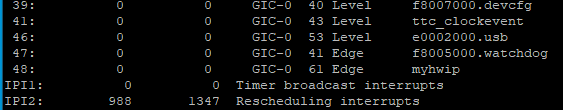 39: 0 0 GIC-0 40 Level f8007000.devcfg
41: 0 0 GIC-0 43 Level ttc_clockevent
46: 0 0 GIC-0 53 Level e0002000.usb
47: 0 0 GIC-0 41 Edge f8005000.watchdog
48: 0 0 GIC-0 61 Edge myhwip
IPI1: 0 0 Timer broadcast interrupts
IPI2: 988 1347 Rescheduling interrupts